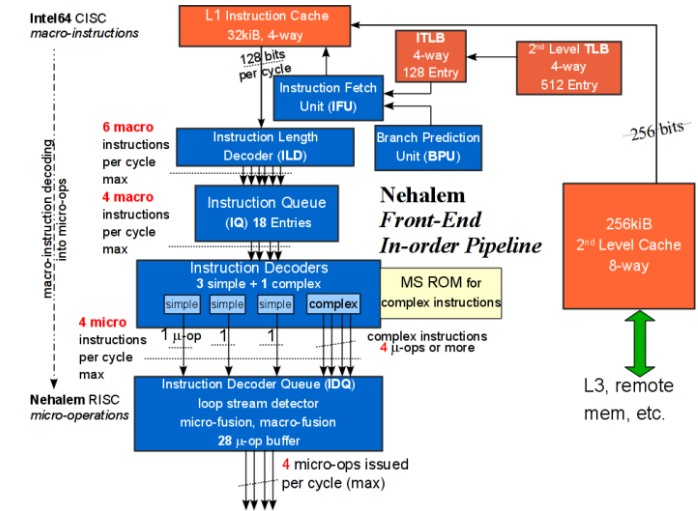 Intel64 CISC
macro-instructions
L1 Instruction Cache
32kiB, 4-way
ITLB
4-way
128 Entry
2nd Level TLB
4-way
512 Entry
128 bits
per cycle
Instruction Fetch
Unit (IFU)
256 bits
6 macro
instructions
per cycle
max
Instruction Length
Decoder (ILD)
Branch Prediction
Unit (BPU)
macro-instruction decoding
into micro-ops
4 macro
instructions
per cycle
max
Instruction Queue
(IQ) 18 Entries
Nehalem
Front-End
In-order Pipeline
256kiB
2nd Level Cache
8-way
Instruction Decoders
3 simple + 1 complex
simple
simple
simple
complex
MS ROM for
complex instructions
4 micro
instructions
per cycle
max
1 μ-op
1
1
complex instructions
4 μ-ops or more
L3, remote
mem, etc.
Nehalem RISC
micro-operations
Instruction Decoder Queue (IDQ)
loop stream detector
micro-fusion, macro-fusion
28 μ-op buffer
4 micro-ops issued
per cycle (max)